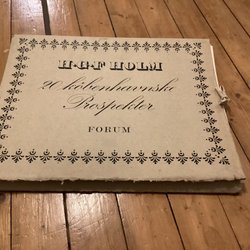 H·G·F HOLM
20 københavnske
Prospekter
FORUM